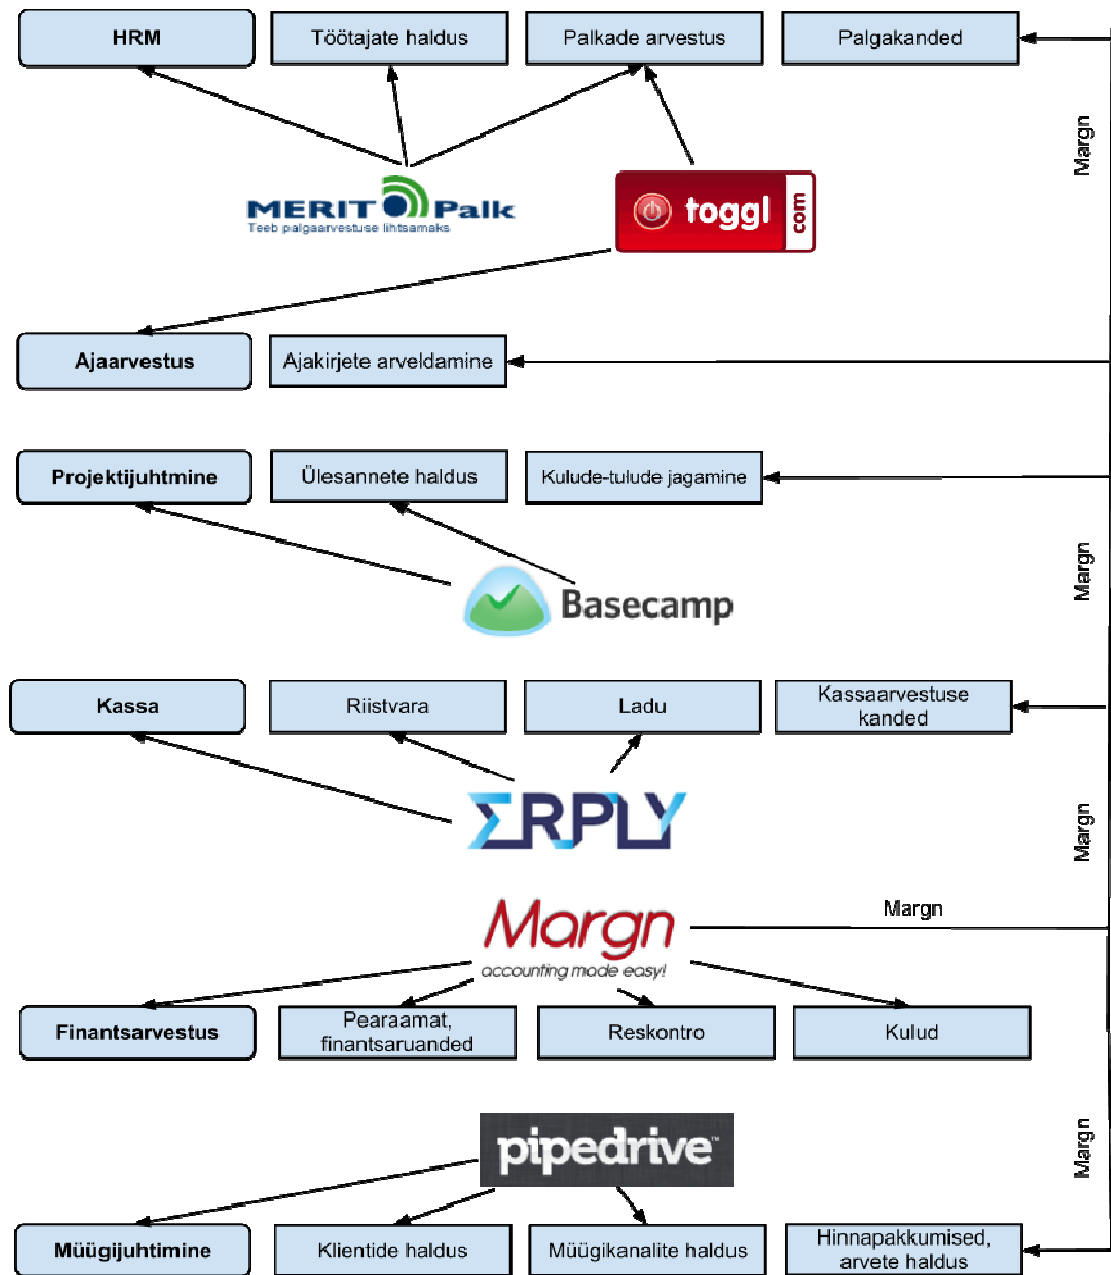 HRM
Töötajate haldus
Palkade arvestus
Palgakanded
Margn
MERIT Palk
Teeb palgaarvestuse lihtsamaks
toggl
com
Ajaarvestus
Ajakirjete arveldamine
Projektijuhtmine
Ülesannete haldus
Kulude-tulude jagamine
Margn
Basecamp
Kassa
Riistvara
Ladu
Kassaarvestuse
kanded
ERPLY
Margn
Margn
accounting made easy!
Margn
Finantsarvestus
Pearaamat,
finantsaruanded
Reskontro
Kulud
pipedrive™
Margn
Müügijuhtimine
Klientide haldus
Müügikanalite haldus
Hinnapakkumised,
arvete haldus